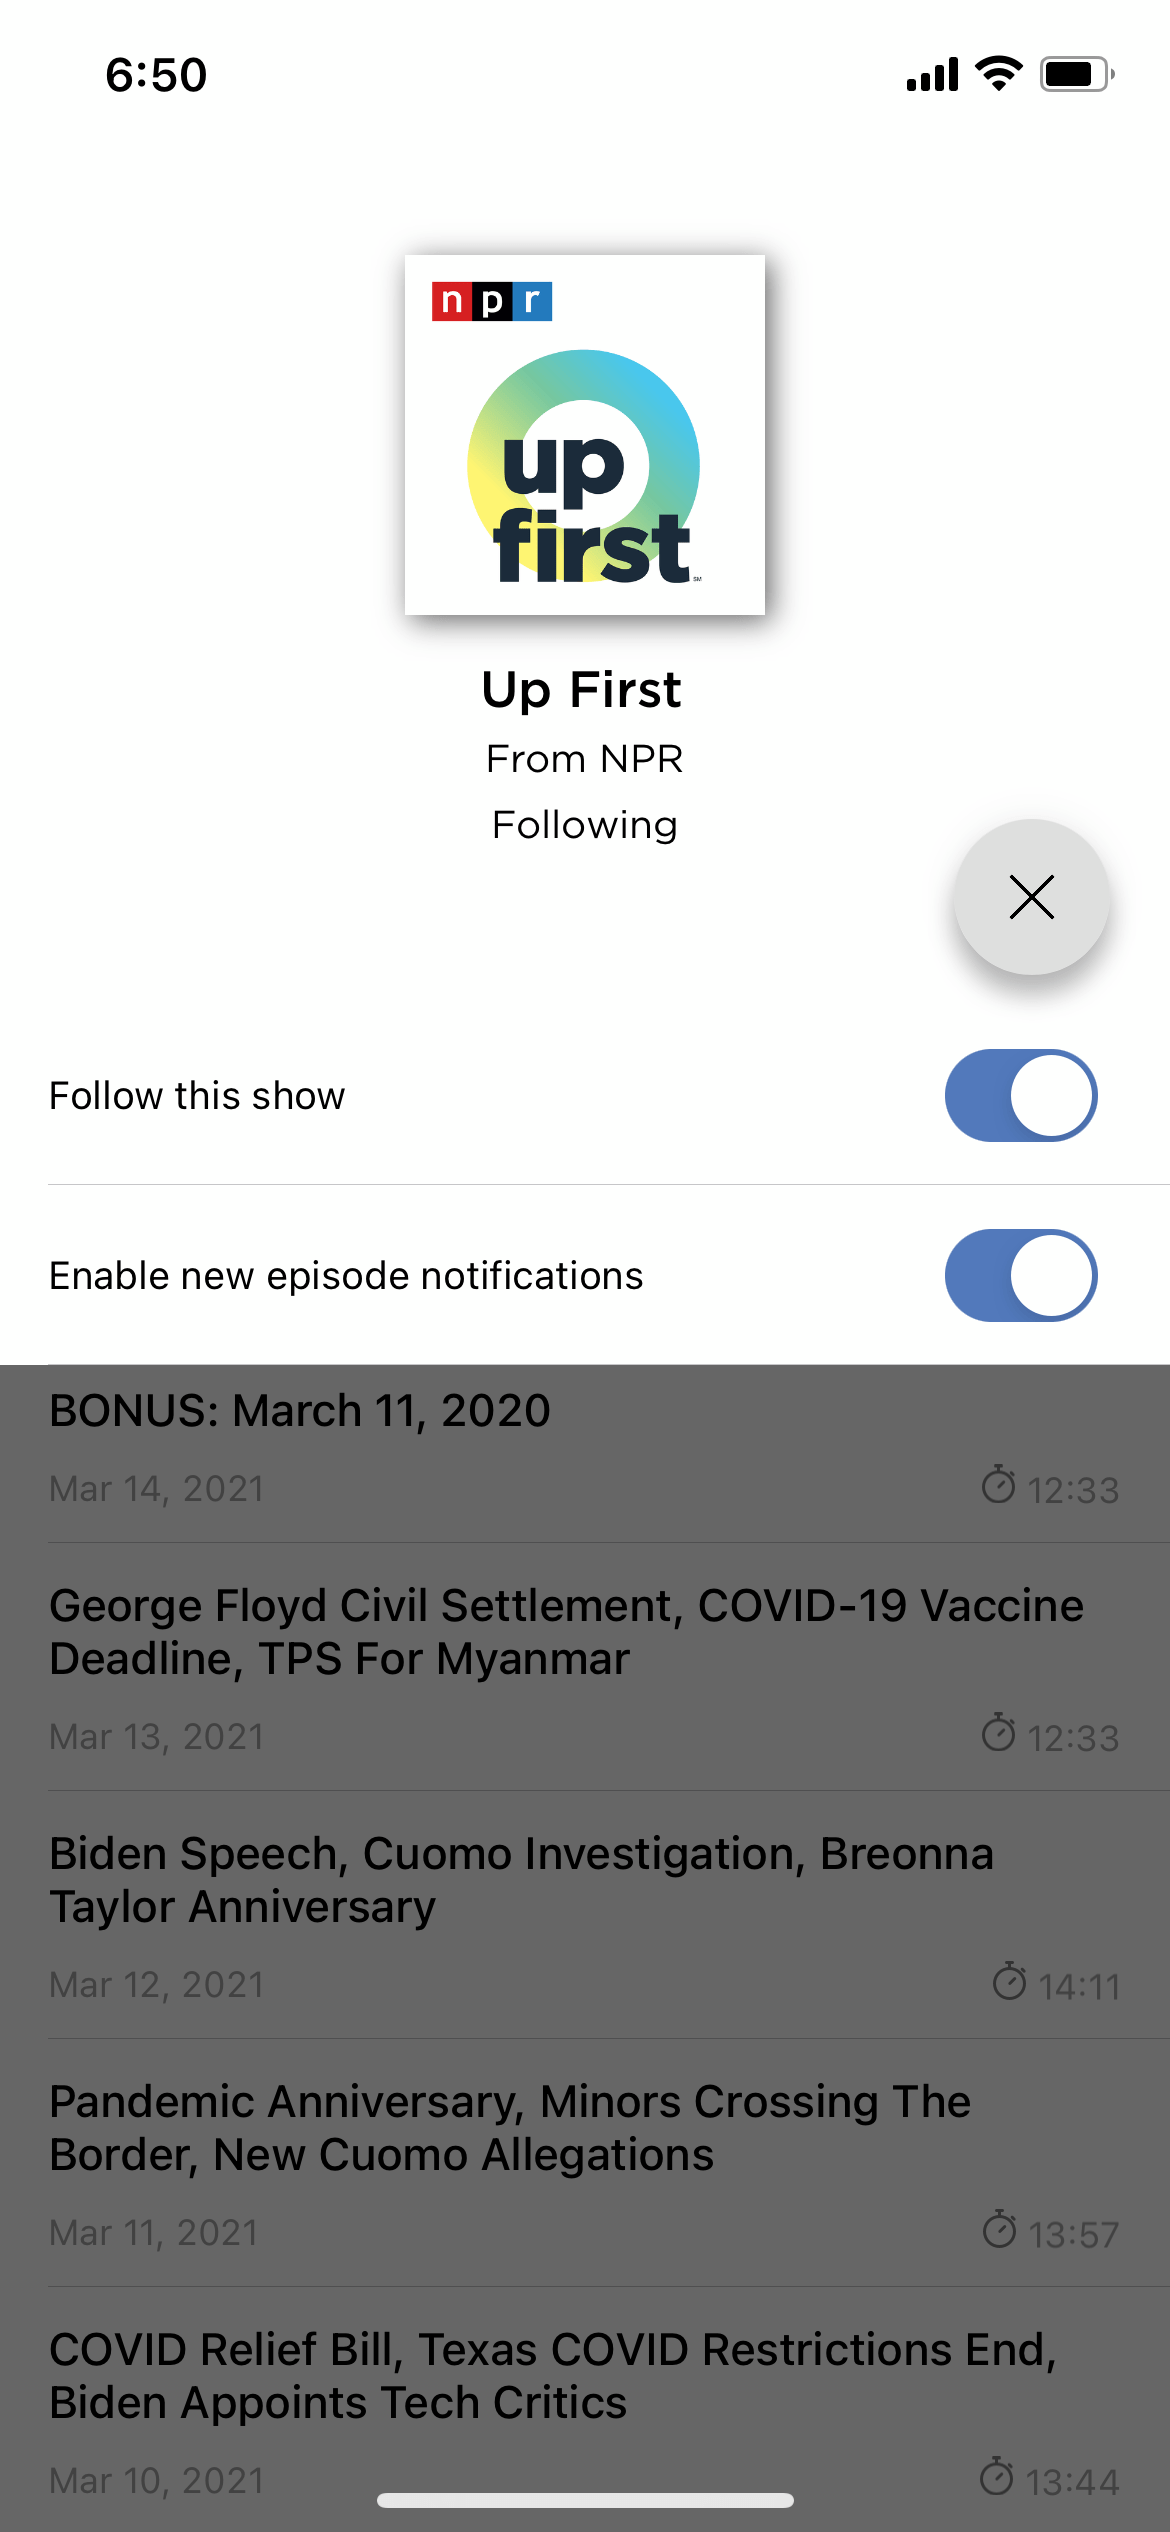 6:50
npr
up
first
SM
Up First
From NPR
Following
Follow this show
Enable new episode notifications
BONUS: March 11, 2020
Mar 14, 2021 12:33
George Floyd Civil Settlement, COVID-19 Vaccine
Deadline, TPS For Myanmar
Mar 13, 2021 12:33
Biden Speech, Cuomo Investigation, Breonna
Taylor Anniversary
Mar 12, 2021 14:11
Pandemic Anniversary, Minors Crossing The
Border, New Cuomo Allegations
Mar 11, 2021 13:57
COVID Relief Bill, Texas COVID Restrictions End,
Biden Appoints Tech Critics
Mar 10, 2021 13:44